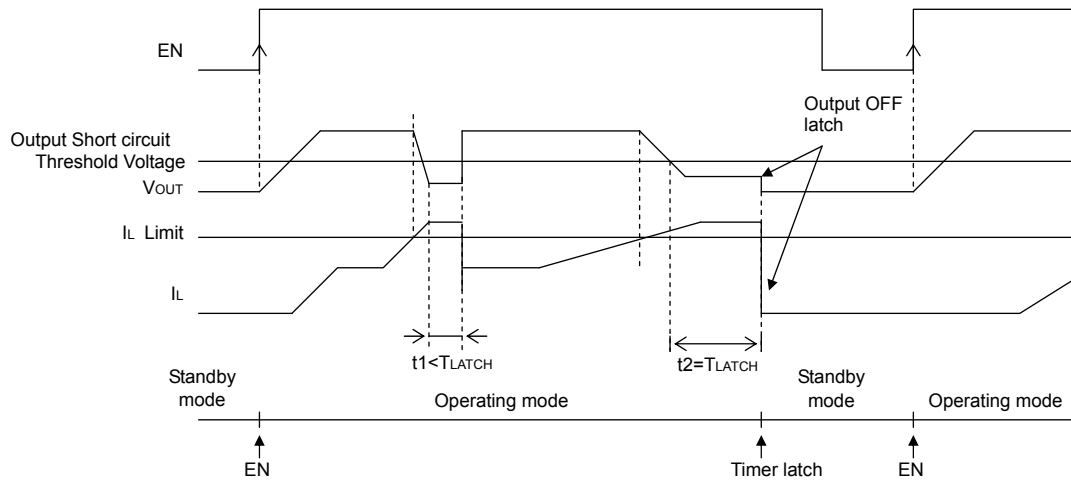 EN
Output OFF
latch
Output Short circuit
Threshold Voltage
VOUT
IL Limit
IL
t1<TLATCH
t2=TLATCH
Standby
mode
Operating mode
Standby
mode
Operating mode
EN
Timer latch
EN